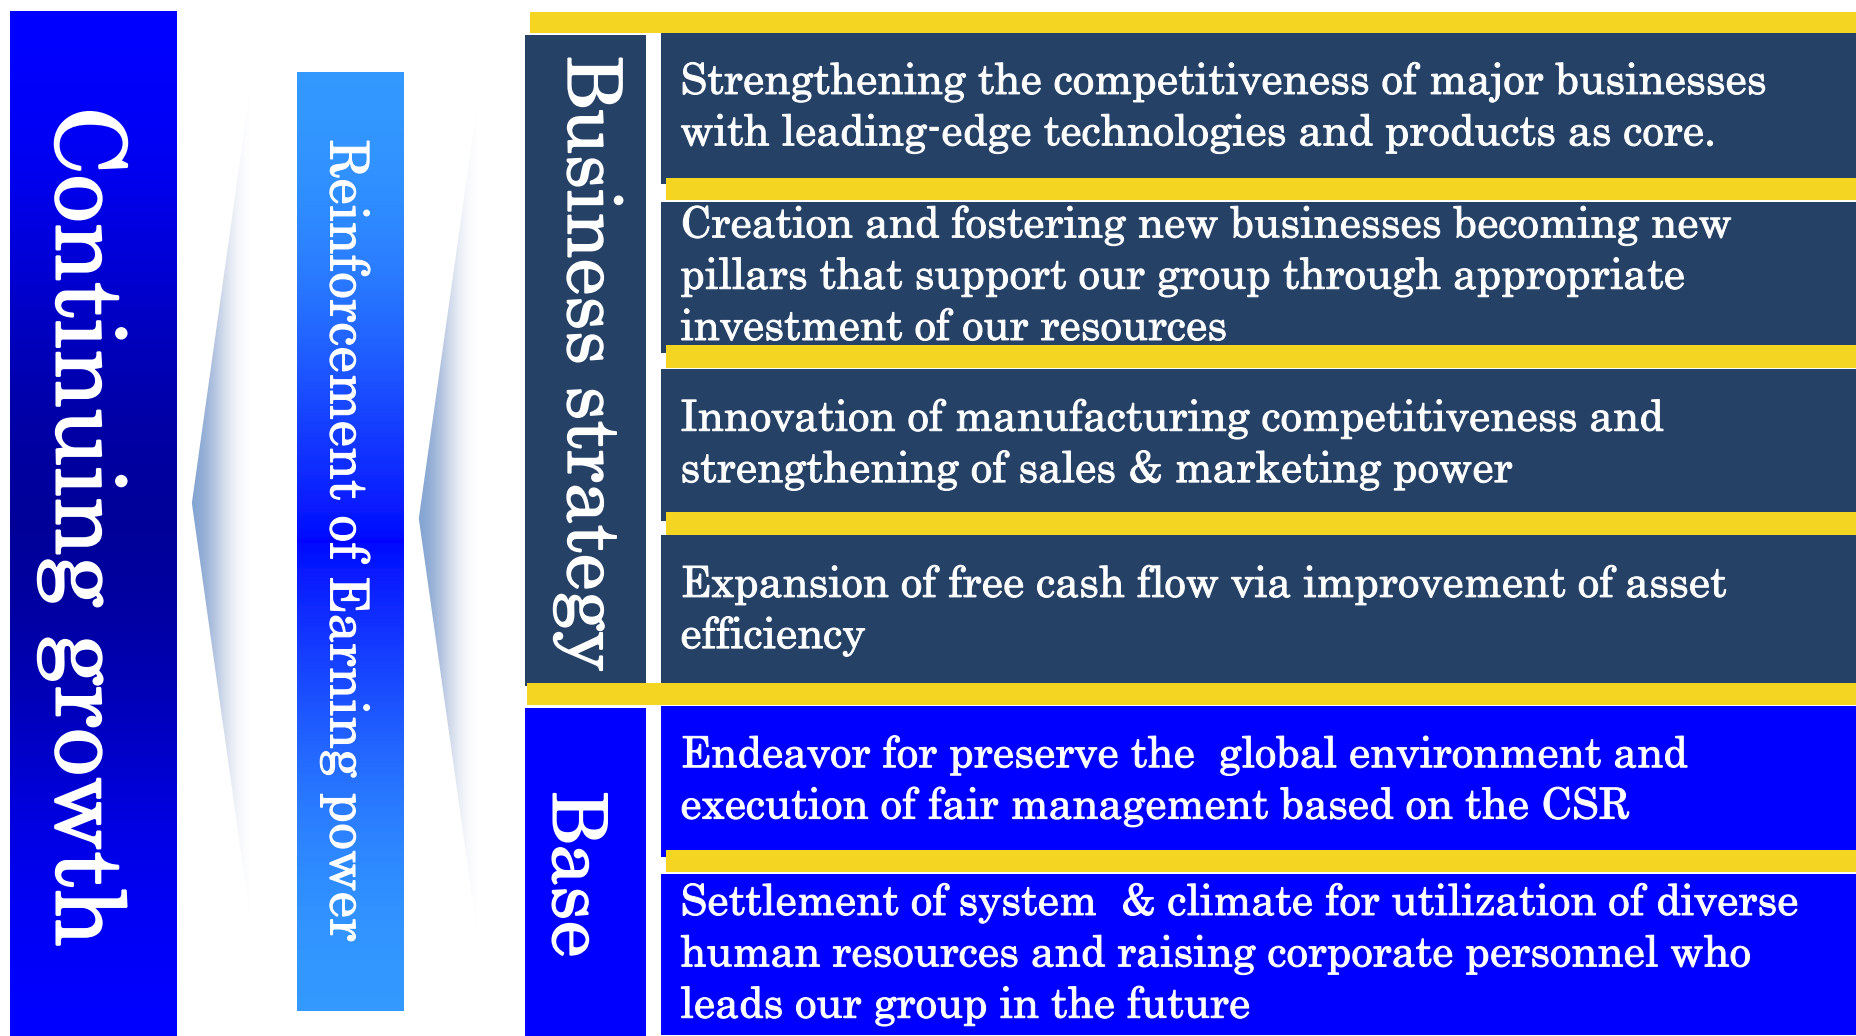 Continuing growth
Reinforcement of Earning power
Business strategy
Strengthening the competitiveness of major businesses
with leading-edge technologies and products as core.
Creation and fostering new businesses becoming new
pillars that support our group through appropriate
investment of our resources
Innovation of manufacturing competitiveness and
strengthening of sales & marketing power
Expansion of free cash flow via improvement of asset
efficiency
Base
Endeavor for preserve the  global environment and
execution of fair management based on the CSR
Settlement of system  & climate for utilization of diverse
human resources and raising corporate personnel who
leads our group in the future